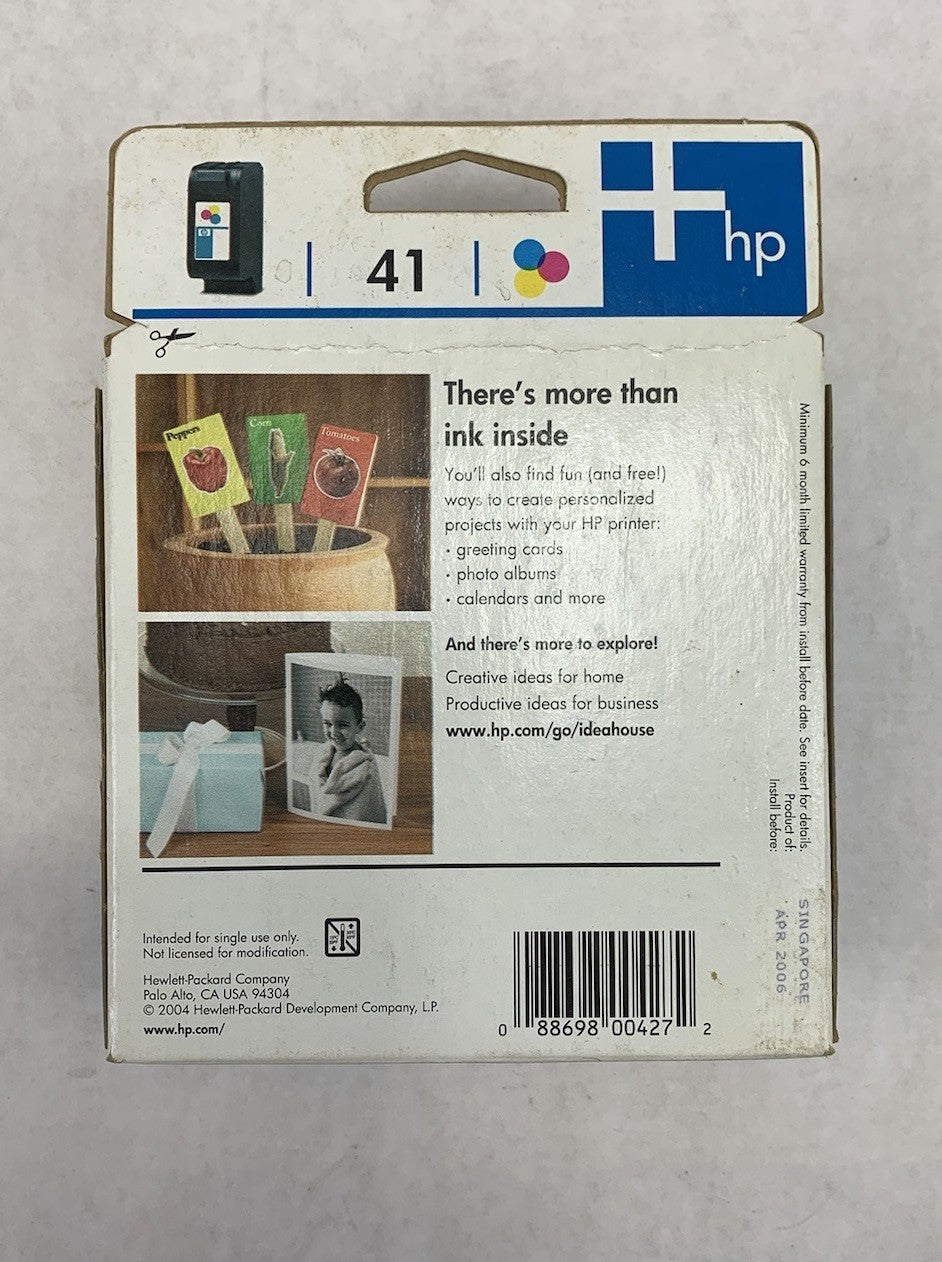 41
hp
There's more than
ink inside
You'll also find fun (and free!)
ways to create personalized
projects with your HP printer:
• greeting cards
• photo albums
• calendars and more
And there's more to explore!
Creative ideas for home
Productive ideas for business
www.hp.com/go/ideahouse
Peppers
Corn
Tomatoes
Minimum 6 month limited warranty from install before date. See insert for details.
Product of:
SINGAPORE
Install before:
APR 2006
Intended for single use only.
Not licensed for modification.
Hewlett-Packard Company
Palo Alto, CA USA 94304
© 2004 Hewlett-Packard Development Company, L.P.
www.hp.com/
0 88698 00427 2